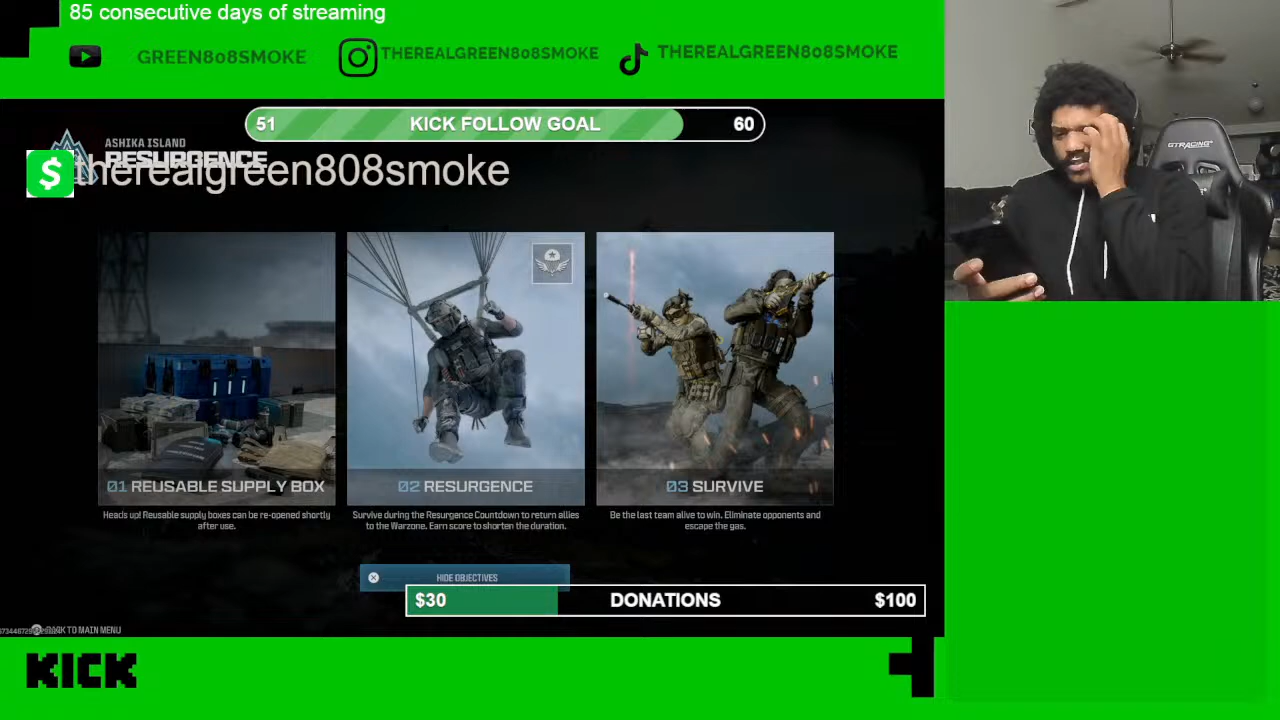 85 consecutive days of streaming
GREEN808SMOKE
THEREALGREEN808SMOKE
THEREALGREEN808SMOKE
51 KICK FOLLOW GOAL 60
ASHIKA ISLAND
RESURGENCE
therealgreen808smoke
GTRACING
01 REUSABLE SUPPLY BOX
02 RESURGENCE
03 SURVIVE
Heads up! Reusable supply boxes can be re-opened shortly
after use.
Survive during the Resurgence Countdown to return allies
to the Warzone. Earn score to shorten the duration.
Be the last team alive to win. Eliminate opponents and
escape the gas.
HIDE OBJECTIVES
$30 DONATIONS $100
BACK TO MAIN MENU
KICK